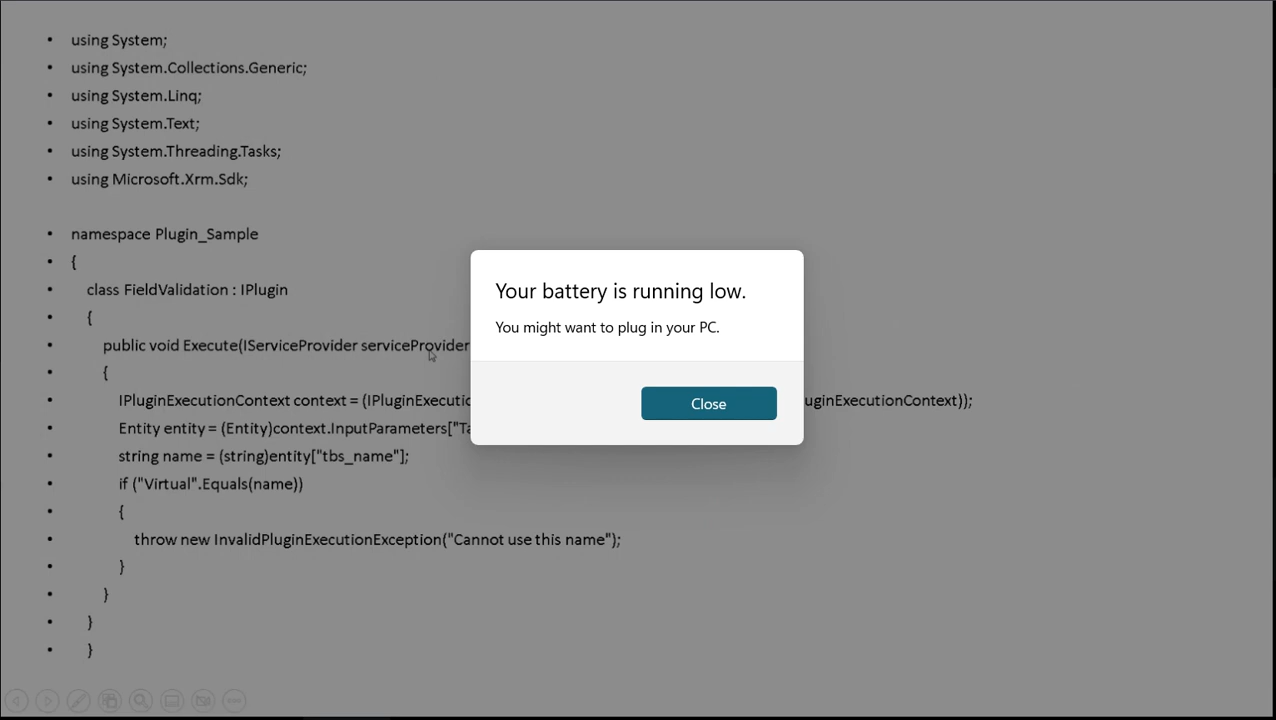 • using System;
• using System.Collections.Generic;
• using System.Linq;
• using System.Text;
• using System.Threading.Tasks;
• using Microsoft.Xrm.Sdk;
• namespace Plugin_Sample
• {
• class FieldValidation : IPlugin
• {
Your battery is running low.
You might want to plug in your PC.
• public void Execute(IServiceProvider serviceProvider
• {
• IPluginExecutionContext context = (
Close
• Entity entity = (Entity)context.InputParameters[
• string name = (string)entity["tbs_name"];
• if ("Virtual".Equals(name))
• {
• throw new InvalidPluginExecutionException("Cannot use this name");
• }
• }
• }
• }